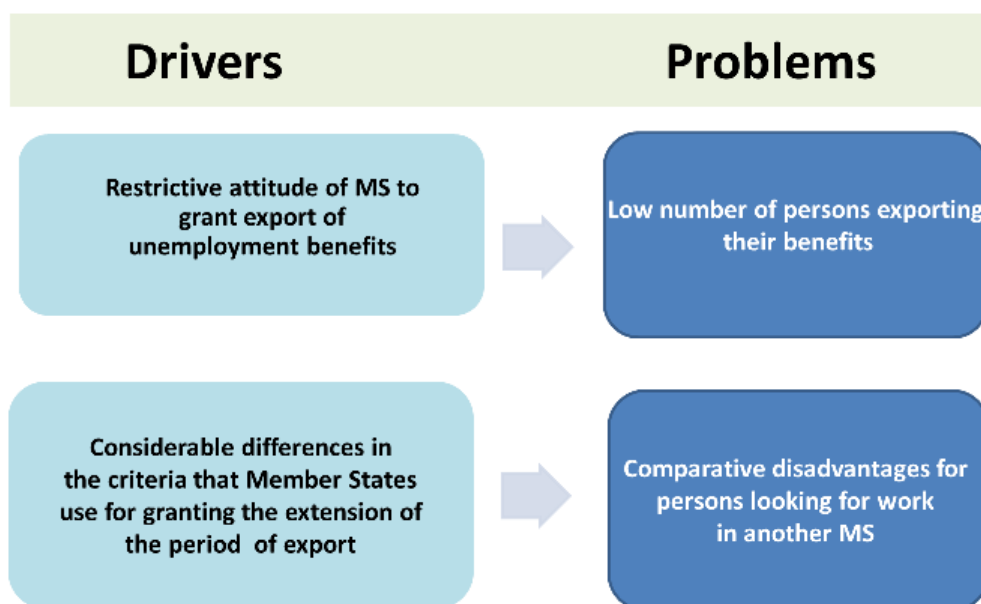 Drivers
Problems
Restrictive attitude of MS to
grant export of
unemployment benefits
Low number of persons exporting
their benefits
Considerable differences in
the criteria that Member States
use for granting the extension of
the period of export
Comparative disadvantages for
persons looking for work
in another MS